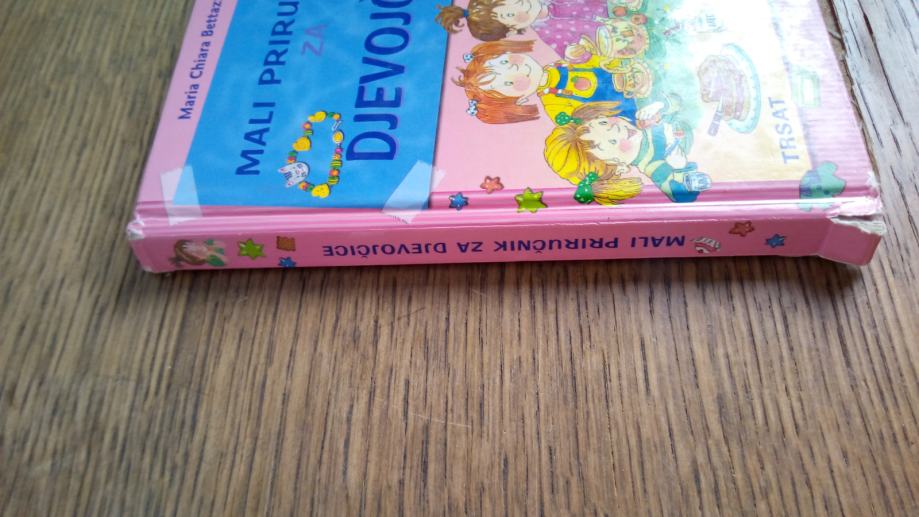 Maria Chiara Bettaz
MALI PRIRU
ZA
DJEVOJČ
TRSAT
MALI PRIRUČNIK ZA DJEVOJČICE